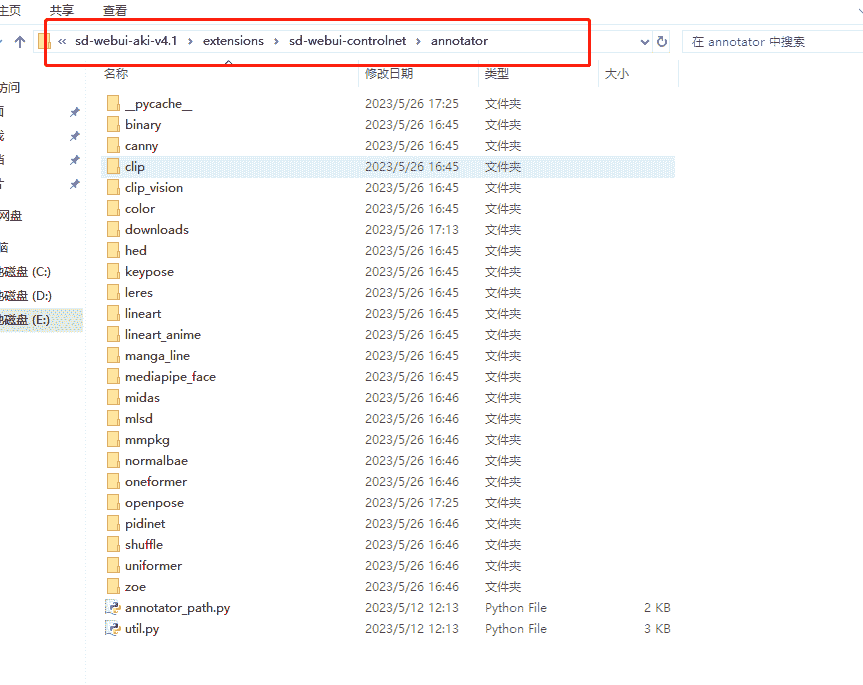 主页 共享 查看
« sd-webui-aki-v4.1 › extensions › sd-webui-controlnet › annotator 在 annotator 中搜索
名称 修改日期 类型 大小
__pycache__ 2023/5/26 17:25 文件夹
binary 2023/5/26 16:45 文件夹
canny 2023/5/26 16:45 文件夹
clip 2023/5/26 16:45 文件夹
clip_vision 2023/5/26 16:45 文件夹
color 2023/5/26 16:45 文件夹
downloads 2023/5/26 17:13 文件夹
hed 2023/5/26 16:45 文件夹
keypose 2023/5/26 16:45 文件夹
leres 2023/5/26 16:45 文件夹
lineart 2023/5/26 16:45 文件夹
lineart_anime 2023/5/26 16:45 文件夹
manga_line 2023/5/26 16:45 文件夹
mediapipe_face 2023/5/26 16:45 文件夹
midas 2023/5/26 16:46 文件夹
mlsd 2023/5/26 16:46 文件夹
mmpkg 2023/5/26 16:46 文件夹
normalbae 2023/5/26 16:46 文件夹
oneformer 2023/5/26 16:46 文件夹
openpose 2023/5/26 17:25 文件夹
pidinet 2023/5/26 16:46 文件夹
shuffle 2023/5/26 16:46 文件夹
uniformer 2023/5/26 16:46 文件夹
zoe 2023/5/26 16:46 文件夹
annotator_path.py 2023/5/12 12:13 Python File 2 KB
util.py 2023/5/12 12:13 Python File 3 KB
访问
网盘
磁盘 (C:)
磁盘 (D:)
磁盘 (E:)